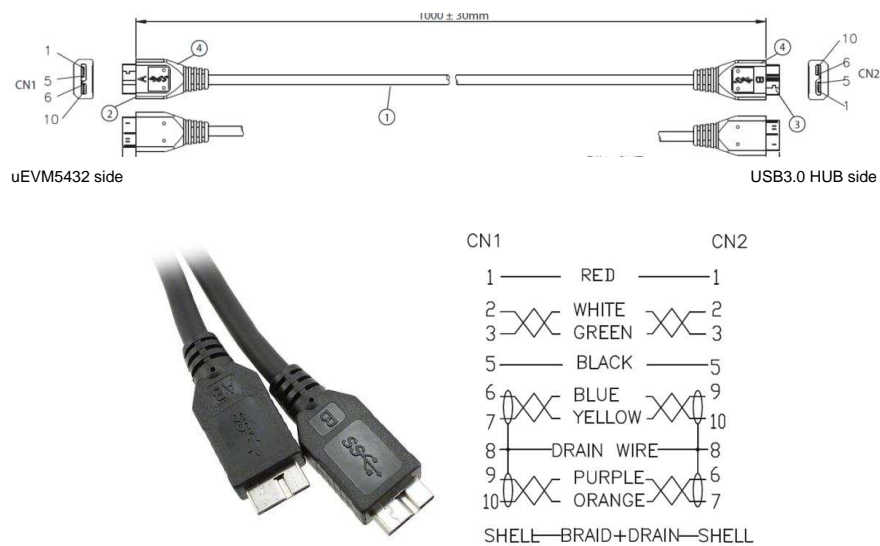 1000 ± 30mm
1 4 4 10
CN1 5 A B 6 CN2
6 5
10 2 1 3 1
uEVM5432 side USB3.0 HUB side
CN1 CN2
1 RED 1
2 WHITE 2
3 GREEN 3
5 BLACK 5
6 BLUE 9
7 YELLOW 10
8 DRAIN WIRE 8
9 PURPLE 6
10 ORANGE 7
SHELL BRAID+DRAIN SHELL
A
B